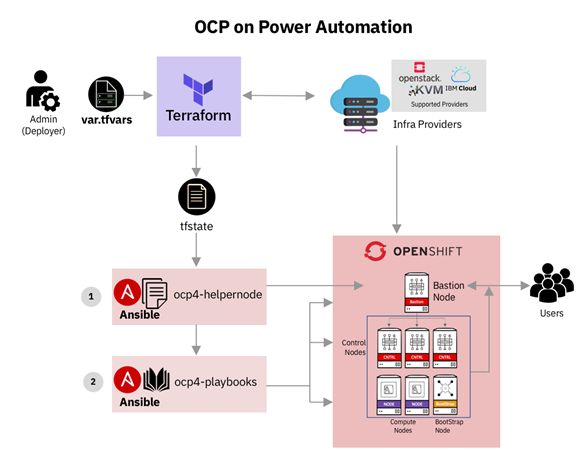 OCP on Power Automation
Admin
(Deployer)
var.tfvars
Terraform
openstack.
KVM
IBM Cloud
Supported Providers
Infra Providers
tfstate
OPENSHIFT
1
Ansible
ocp4-helpernode
Bastion
Bastion
Node
Users
Control
Nodes
CNTRL
CNTRL
CNTRL
2
Ansible
ocp4-playbooks
NODE
NODE
BootStrap
Compute
Nodes
BootStrap
Node